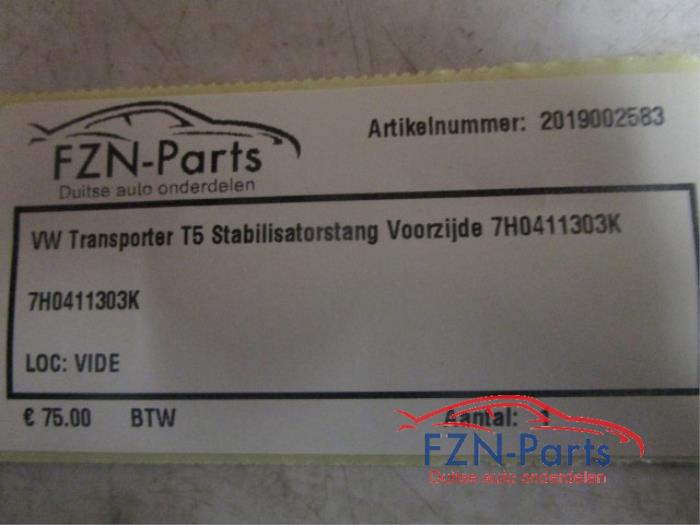 FZN-Parts
Duitse auto onderdelen
Artikelnummer: 2019002583
VW Transporter T5 Stabilisatorstang Voorzijde 7H0411303K
7H0411303K
LOC: VIDE
€ 75.00 BTW Aantal: 1
FZN-Parts
Duitse auto onderdelen